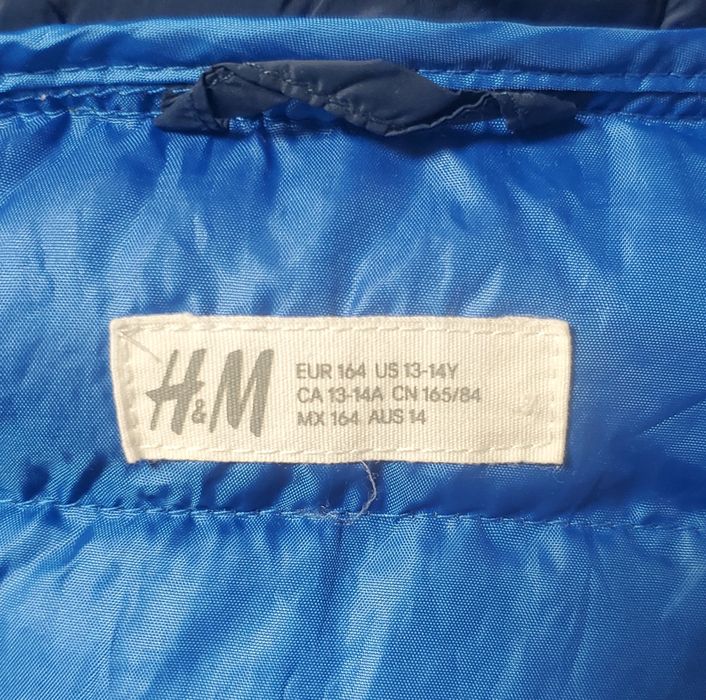 H&M
EUR 164 US 13-14Y
CA 13-14A CN 165/84
MX 164 AUS 14